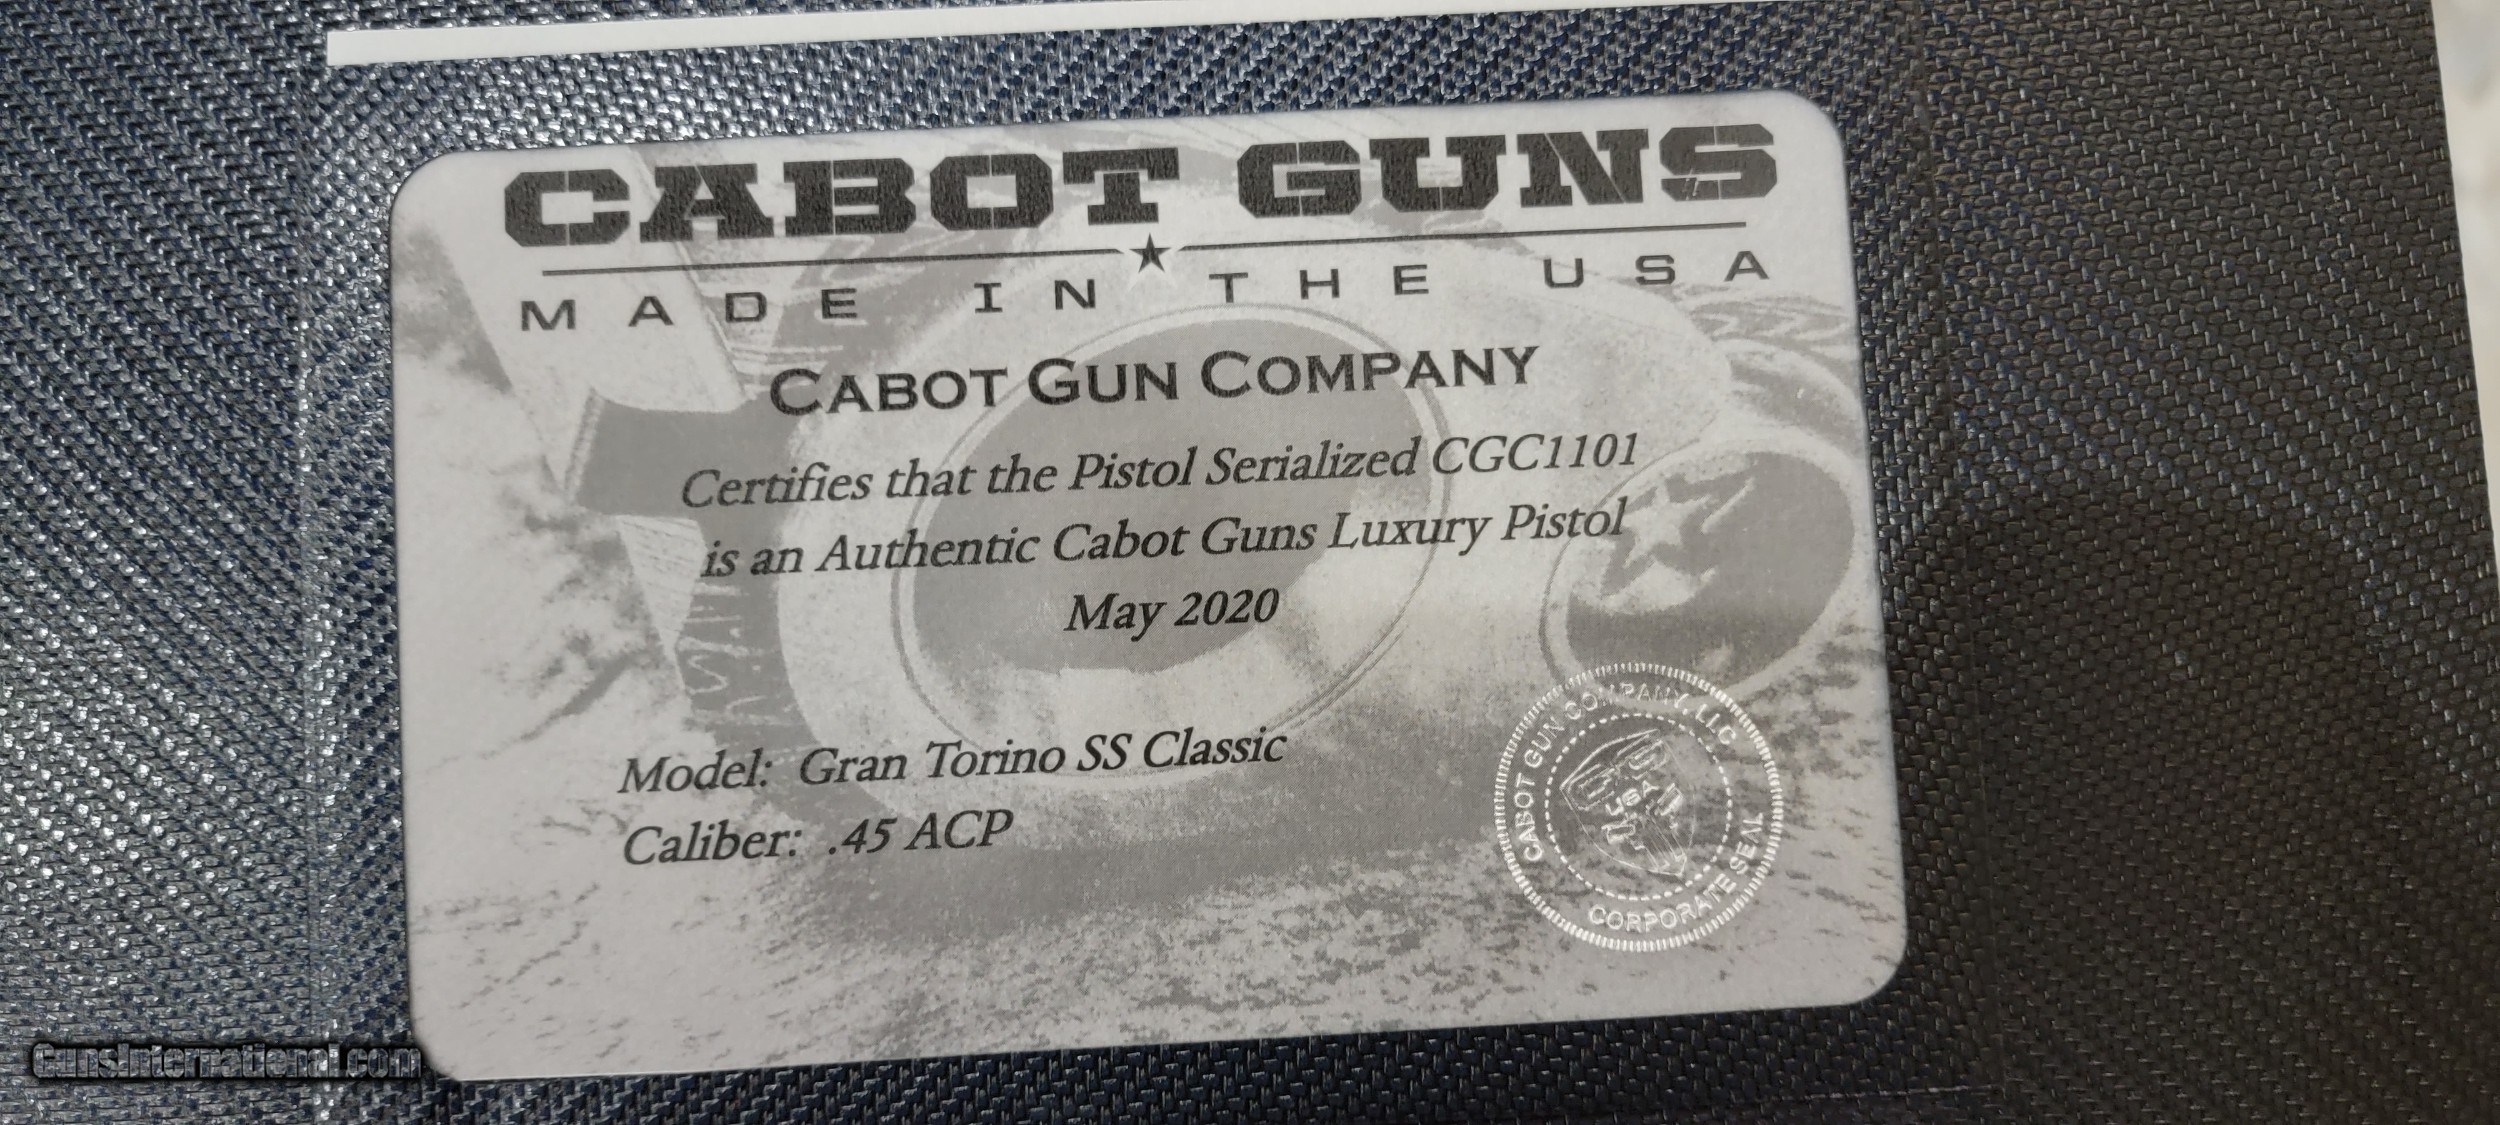 CABOT GUNS
MADE IN THE USA
CABOT GUN COMPANY
Certifies that the Pistol Serialized CGC1101
is an Authentic Cabot Guns Luxury Pistol
May 2020
Model: Gran Torino SS Classic
Caliber: .45 ACP
CABOT GUN COMPANY, LLC
USA
CORPORATE SEAL
GunsInternational.com